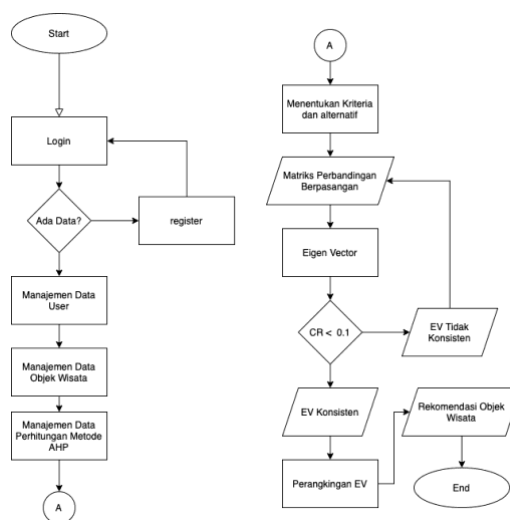 Start
Login
Ada Data?
register
Manajemen Data
User
Manajemen Data
Objek Wisata
Manajemen Data
Perhitungan Metode
AHP
A
A
Menentukan Kriteria
dan alternatif
Matriks Perbandingan
Berpasangan
Eigen Vector
CR < 0.1
EV Tidak
Konsisten
EV Konsisten
Rekomendasi Objek
Wisata
Perangkingan EV
End